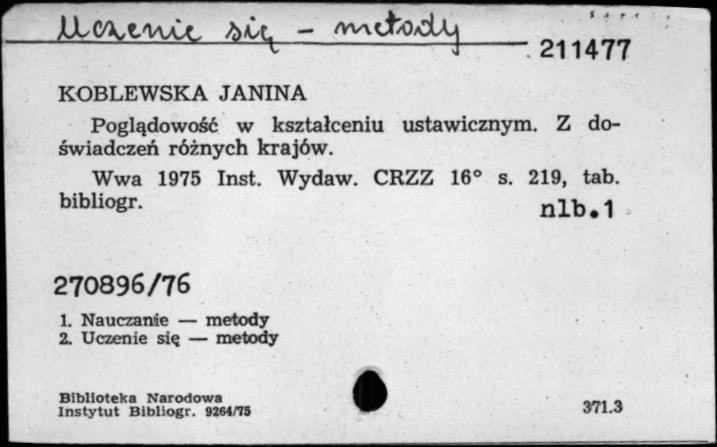 Uczenie się – metody
211477
KOBLEWSKA JANINA
Poglądowość w kształceniu ustawicznym. Z do-
świadczeń różnych krajów.
Wwa 1975 Inst. Wydaw. CRZZ 16° s. 219, tab.
bibliogr.
nlb.1
270896/76
1. Nauczanie — metody
2. Uczenie się — metody
Biblioteka Narodowa
Instytut Bibliogr. 9264/75
371.3